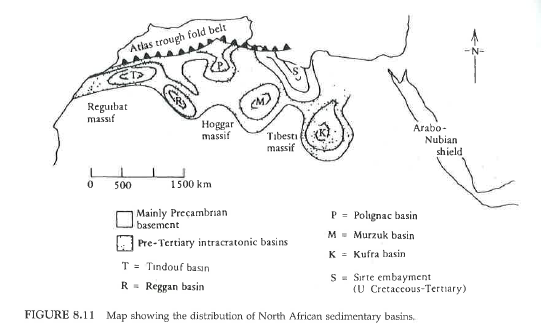 Atlas trough fold belt
-N-
T
P
S
R
M
K
Reguibat
massif
Hoggar
massif
Tibesti
massif
Arabo-
Nubian
shield
0 500 1500 km
Mainly Precambrian
basement
Pre-Tertiary intracratonic basins
T = Tindouf basin
R = Reggan basin
P = Polignac basin
M = Murzuk basin
K = Kufra basin
S = Sirte embayment
(U Cretaceous-Tertiary)
FIGURE 8.11 Map showing the distribution of North African sedimentary basins.